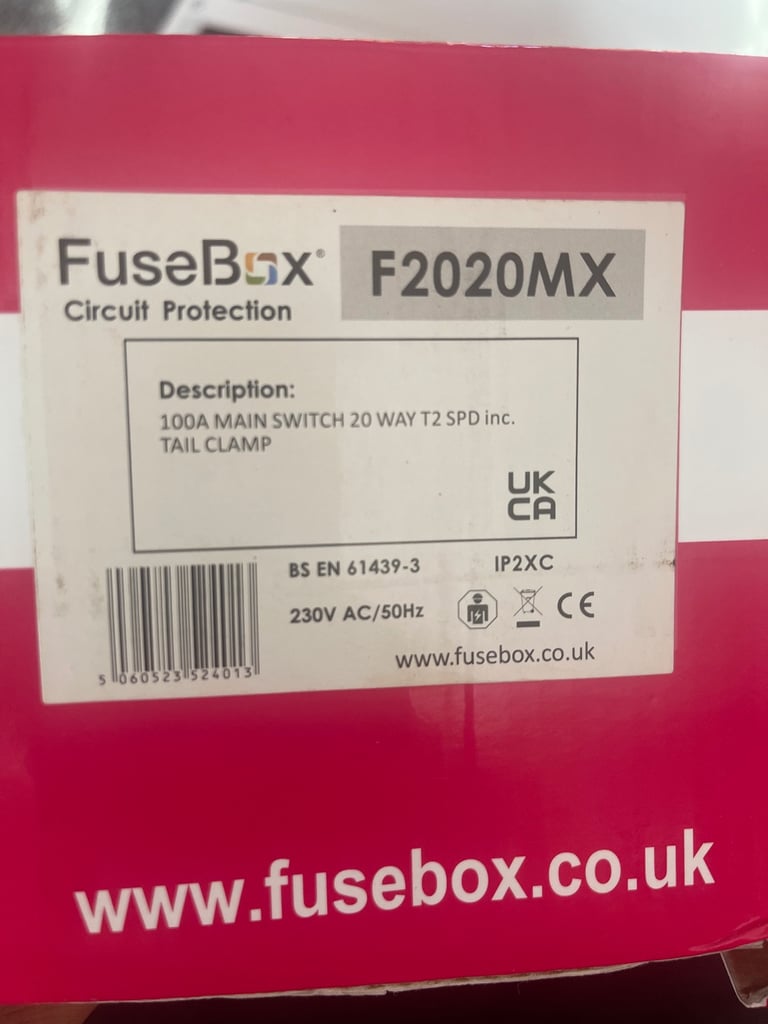 FuseBox®
Circuit Protection
F2020MX
Description:
100A MAIN SWITCH 20 WAY T2 SPD inc.
TAIL CLAMP
UK
CA
BS EN 61439-3
IP2XC
230V AC/50Hz
CE
5 060523 524013
www.fusebox.co.uk
www.fusebox.co.uk